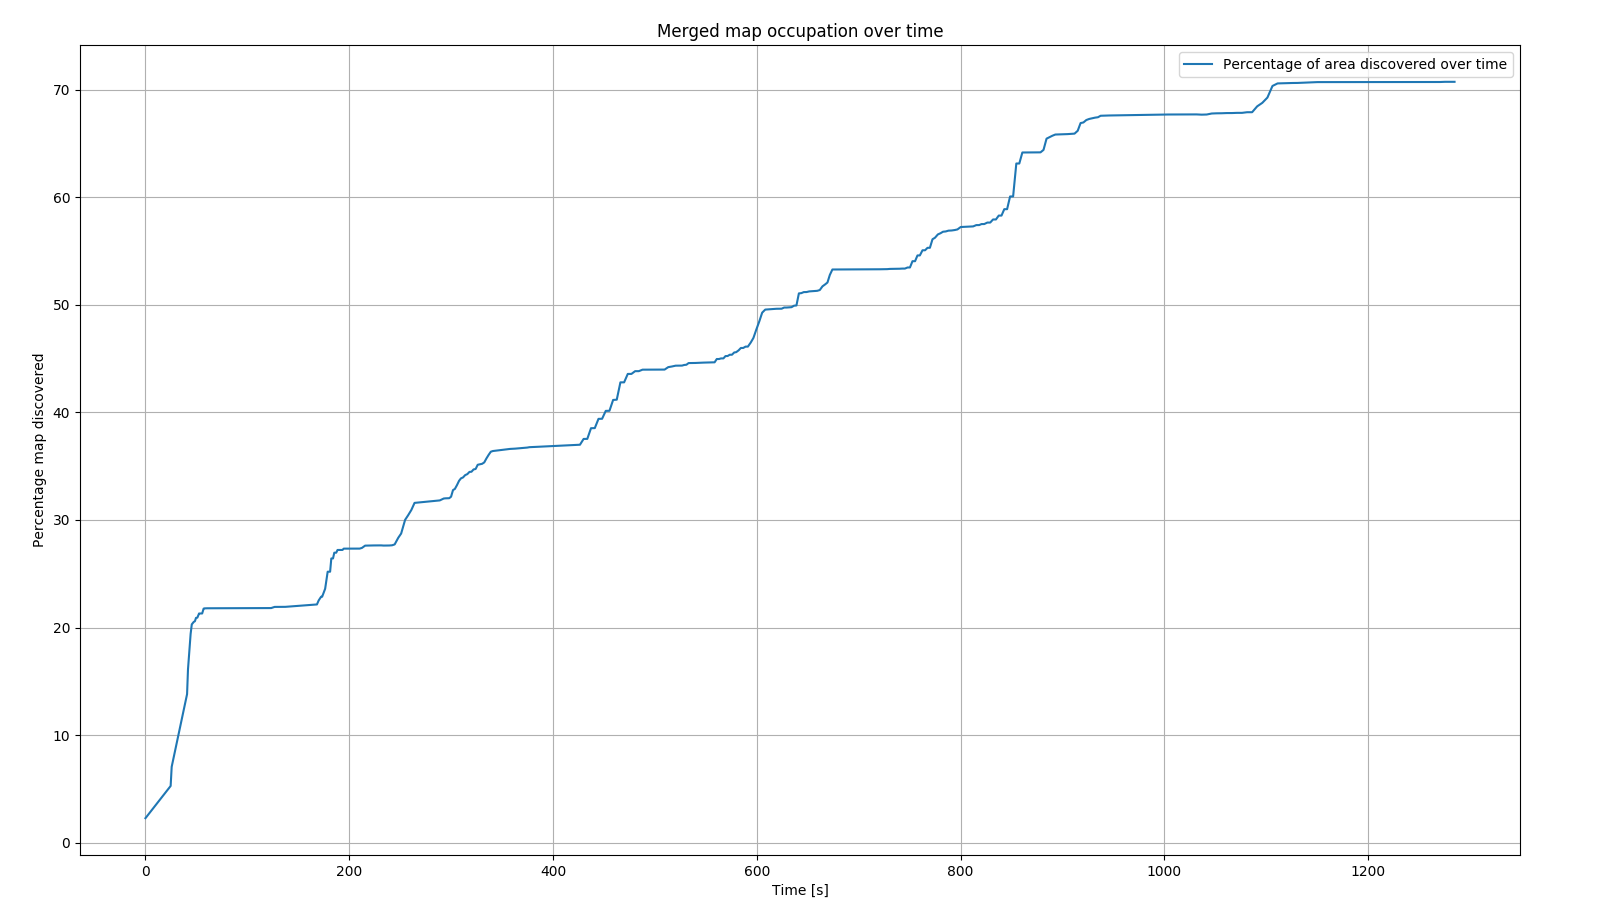 Merged map occupation over time
Percentage of area discovered over time
70
60
50
40
30
20
10
0
Percentage map discovered
0 200 400 600 800 1000 1200
Time [s]